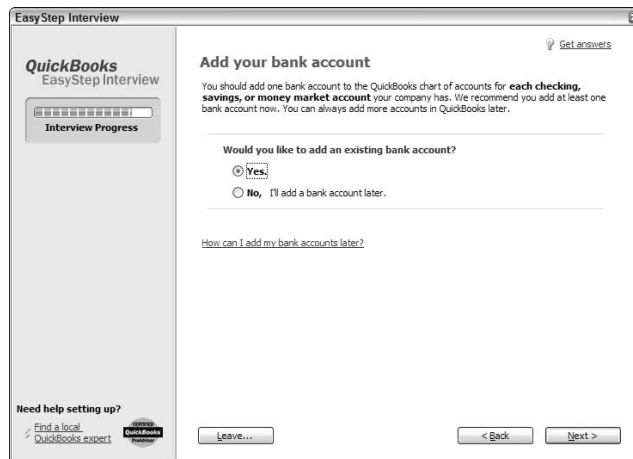 EasyStep Interview
Get answers
QuickBooks
EasyStep Interview
Interview Progress
Add your bank account
You should add one bank account to the QuickBooks chart of accounts for each checking,
savings, or money market account your company has. We recommend you add at least one
bank account now. You can always add more accounts in QuickBooks later.
Would you like to add an existing bank account?
Yes.
No, I'll add a bank account later.
How can I add my bank accounts later?
Need help setting up?
Find a local
QuickBooks expert
CERTIFIED
QuickBooks
ProAdvisor
Leave...
< Back
Next >